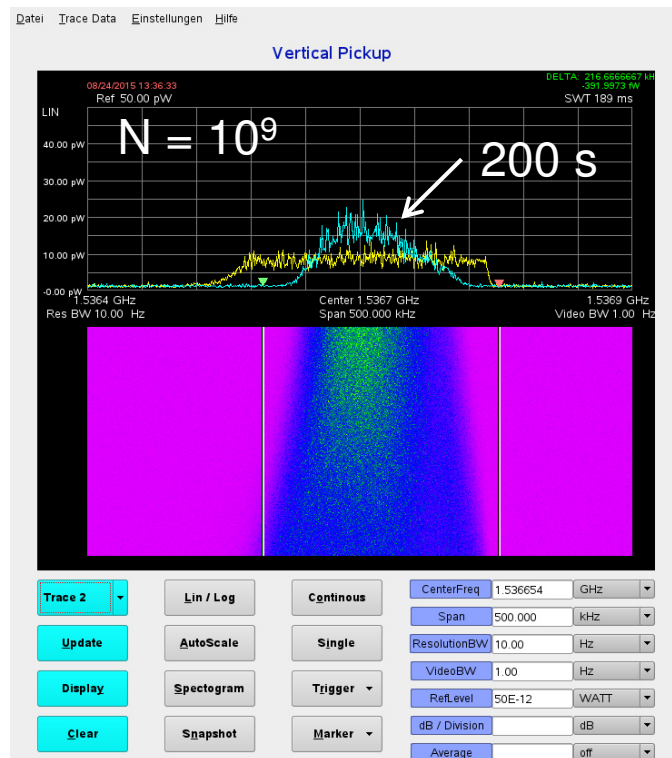 Datei Trace Data Einstellungen Hilfe
Vertical Pickup
DELTA: 216.6666667 kH
08/24/2015 13:36:33 -391.9973 fW
Ref 50.00 pW SWT 189 ms
LIN
N = 10⁹
40.00 pW
200 s
30.00 pW
20.00 pW
10.00 pW
-0.00 pW
1.5364 GHz Center 1.5367 GHz 1.5369 GHz
Res BW 10.00 Hz Span 500.000 kHz Video BW 1.00 Hz
Trace 2 Lin / Log Continous CenterFreq 1.536654 GHz
Span 500.000 kHz
Update AutoScale Single ResolutionBW 10.00 Hz
VideoBW 1.00 Hz
Display Spectogram Trigger RefLevel 50E-12 WATT
dB / Division dB
Clear Snapshot Marker Average off